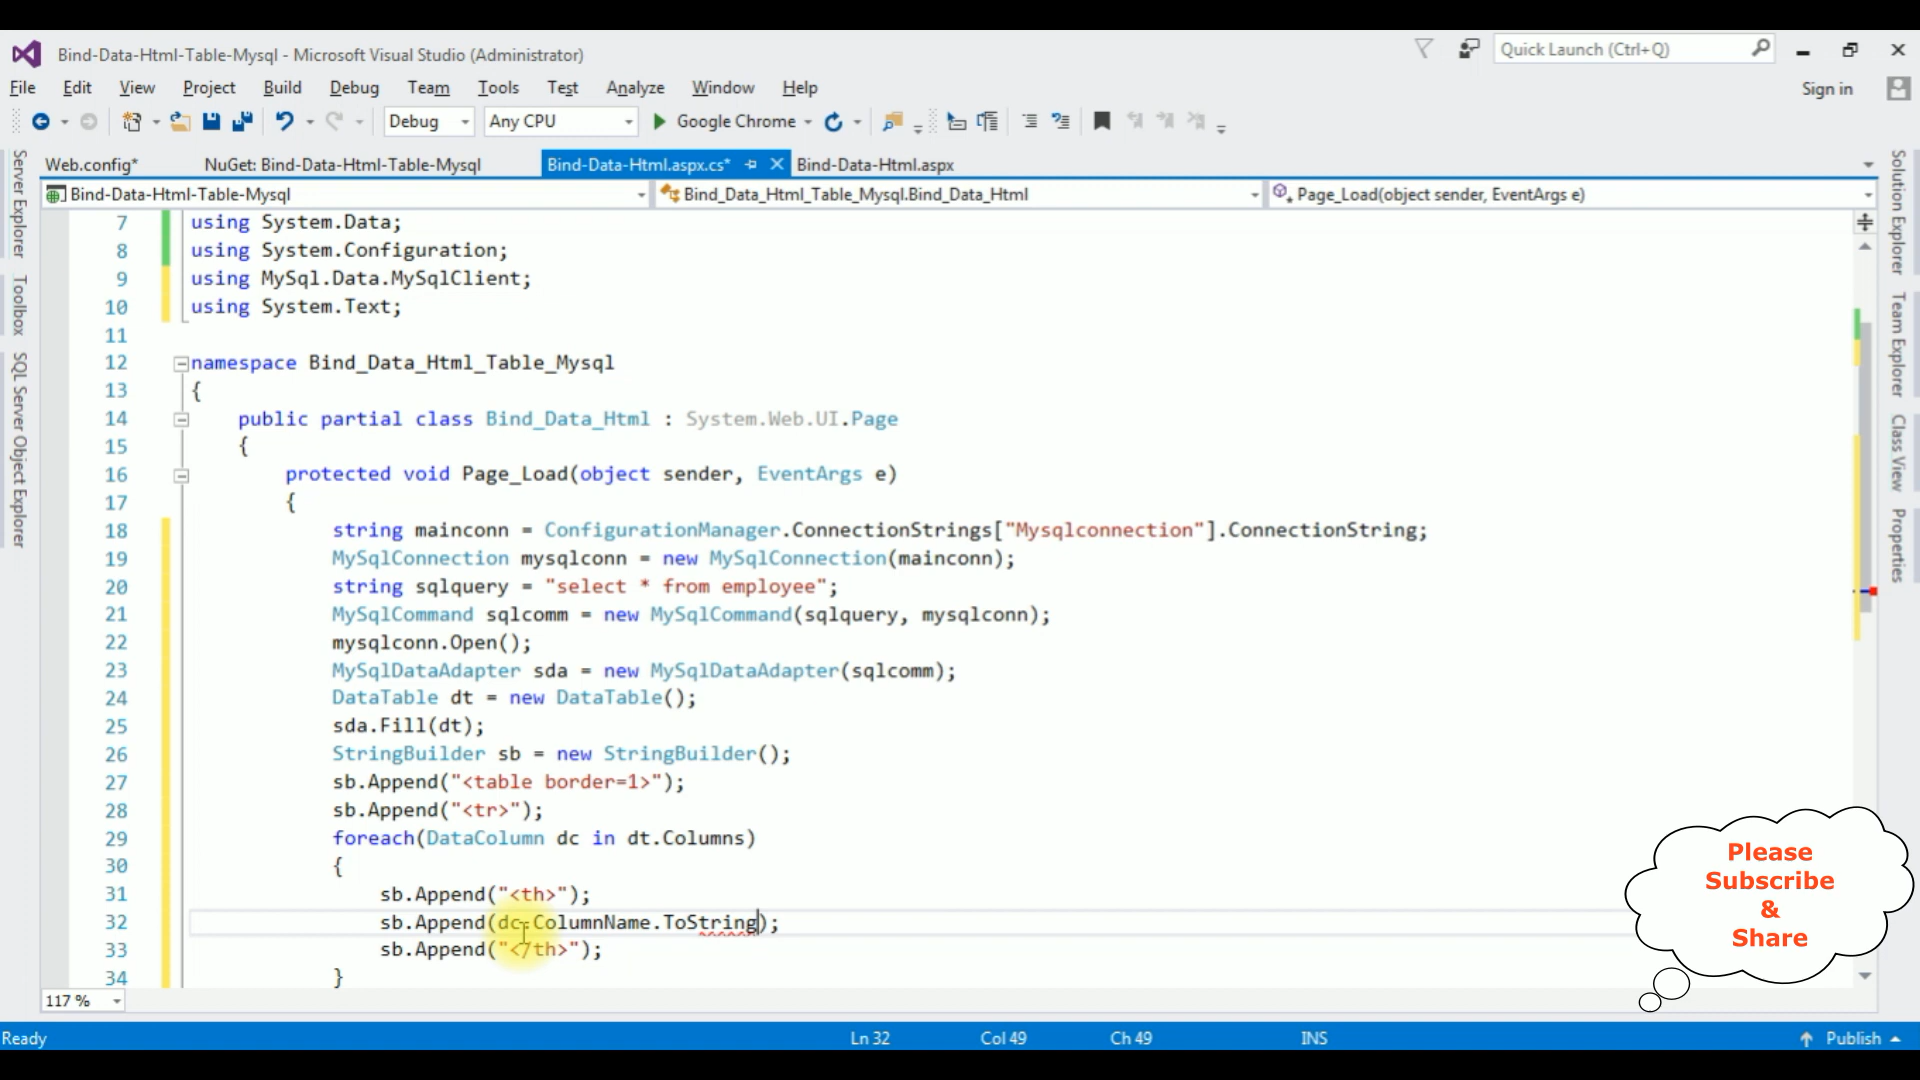 Bind-Data-Html-Table-Mysql - Microsoft Visual Studio (Administrator)
Quick Launch (Ctrl+Q)
File Edit View Project Build Debug Team Tools Test Analyze Window Help
Sign in
Debug Any CPU Google Chrome
Web.config* NuGet: Bind-Data-Html-Table-Mysql Bind-Data-Html.aspx.cs* Bind-Data-Html.aspx
Bind-Data-Html-Table-Mysql Bind_Data_Html_Table_Mysql.Bind_Data_Html Page_Load(object sender, EventArgs e)
Server Explorer
Toolbox
SQL Server Object Explorer
7 using System.Data;
8 using System.Configuration;
9 using MySql.Data.MySqlClient;
10 using System.Text;
11
12 namespace Bind_Data_Html_Table_Mysql
13 {
14 public partial class Bind_Data_Html : System.Web.UI.Page
15 {
16 protected void Page_Load(object sender, EventArgs e)
17 {
18 string mainconn = ConfigurationManager.ConnectionStrings["Mysqlconnection"].ConnectionString;
19 MySqlConnection mysqlconn = new MySqlConnection(mainconn);
20 string sqlquery = "select * from employee";
21 MySqlCommand sqlcomm = new MySqlCommand(sqlquery, mysqlconn);
22 mysqlconn.Open();
23 MySqlDataAdapter sda = new MySqlDataAdapter(sqlcomm);
24 DataTable dt = new DataTable();
25 sda.Fill(dt);
26 StringBuilder sb = new StringBuilder();
27 sb.Append("<table border=1>");
28 sb.Append("<tr>");
29 foreach(DataColumn dc in dt.Columns)
30 {
31 sb.Append("<th>");
32 sb.Append(dc.ColumnName.ToString);
33 sb.Append("</th>");
34 }
Solution Explorer
Team Explorer
Class View
Properties
Please
Subscribe
&
Share
117 %
Ready Ln 32 Col 49 Ch 49 INS Publish